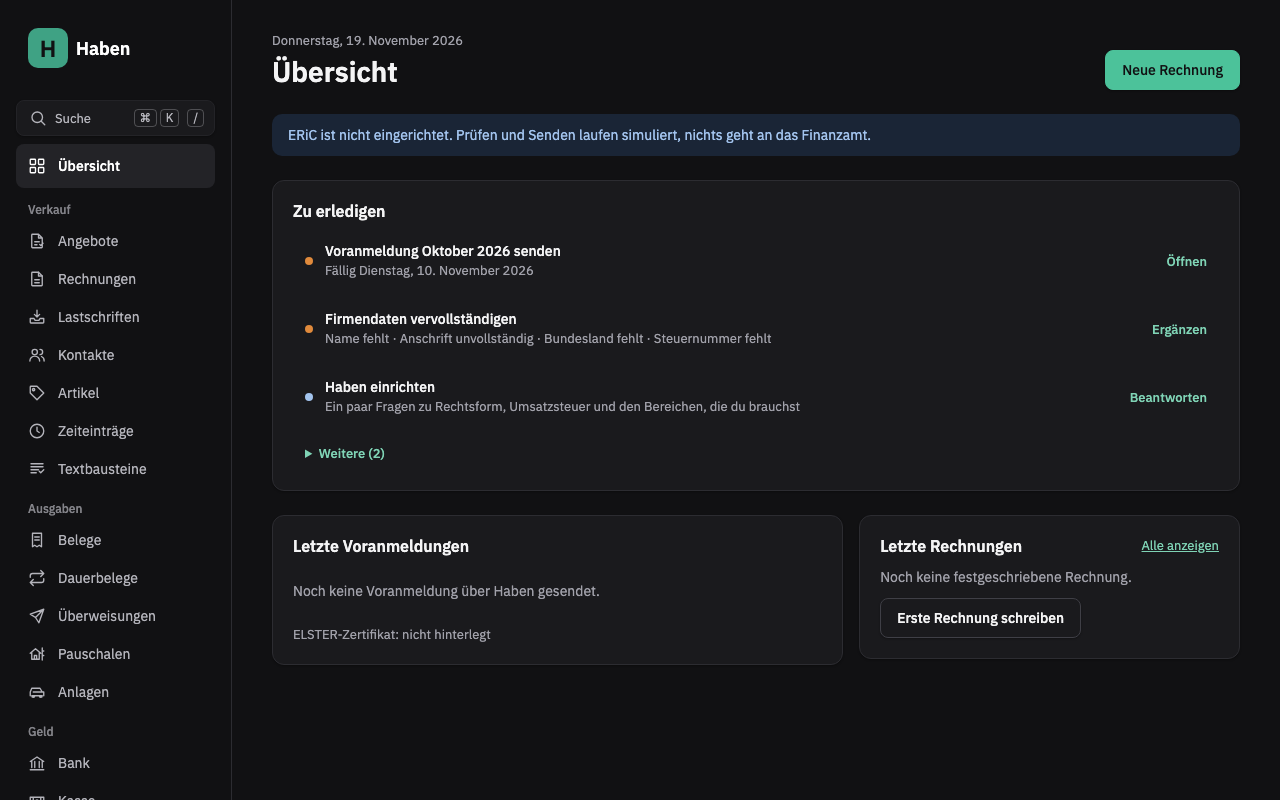 H Haben
Suche ⌘ K /
Übersicht
Verkauf
Angebote
Rechnungen
Lastschriften
Kontakte
Artikel
Zeiteinträge
Textbausteine
Ausgaben
Belege
Dauerbelege
Überweisungen
Pauschalen
Anlagen
Geld
Bank
Donnerstag, 19. November 2026
Übersicht
Neue Rechnung
ERiC ist nicht eingerichtet. Prüfen und Senden laufen simuliert, nichts geht an das Finanzamt.
Zu erledigen
Voranmeldung Oktober 2026 senden
Fällig Dienstag, 10. November 2026
Öffnen
Firmendaten vervollständigen
Name fehlt · Anschrift unvollständig · Bundesland fehlt · Steuernummer fehlt
Ergänzen
Haben einrichten
Ein paar Fragen zu Rechtsform, Umsatzsteuer und den Bereichen, die du brauchst
Beantworten
Weitere (2)
Letzte Voranmeldungen
Noch keine Voranmeldung über Haben gesendet.
ELSTER-Zertifikat: nicht hinterlegt
Letzte Rechnungen
Alle anzeigen
Noch keine festgeschriebene Rechnung.
Erste Rechnung schreiben